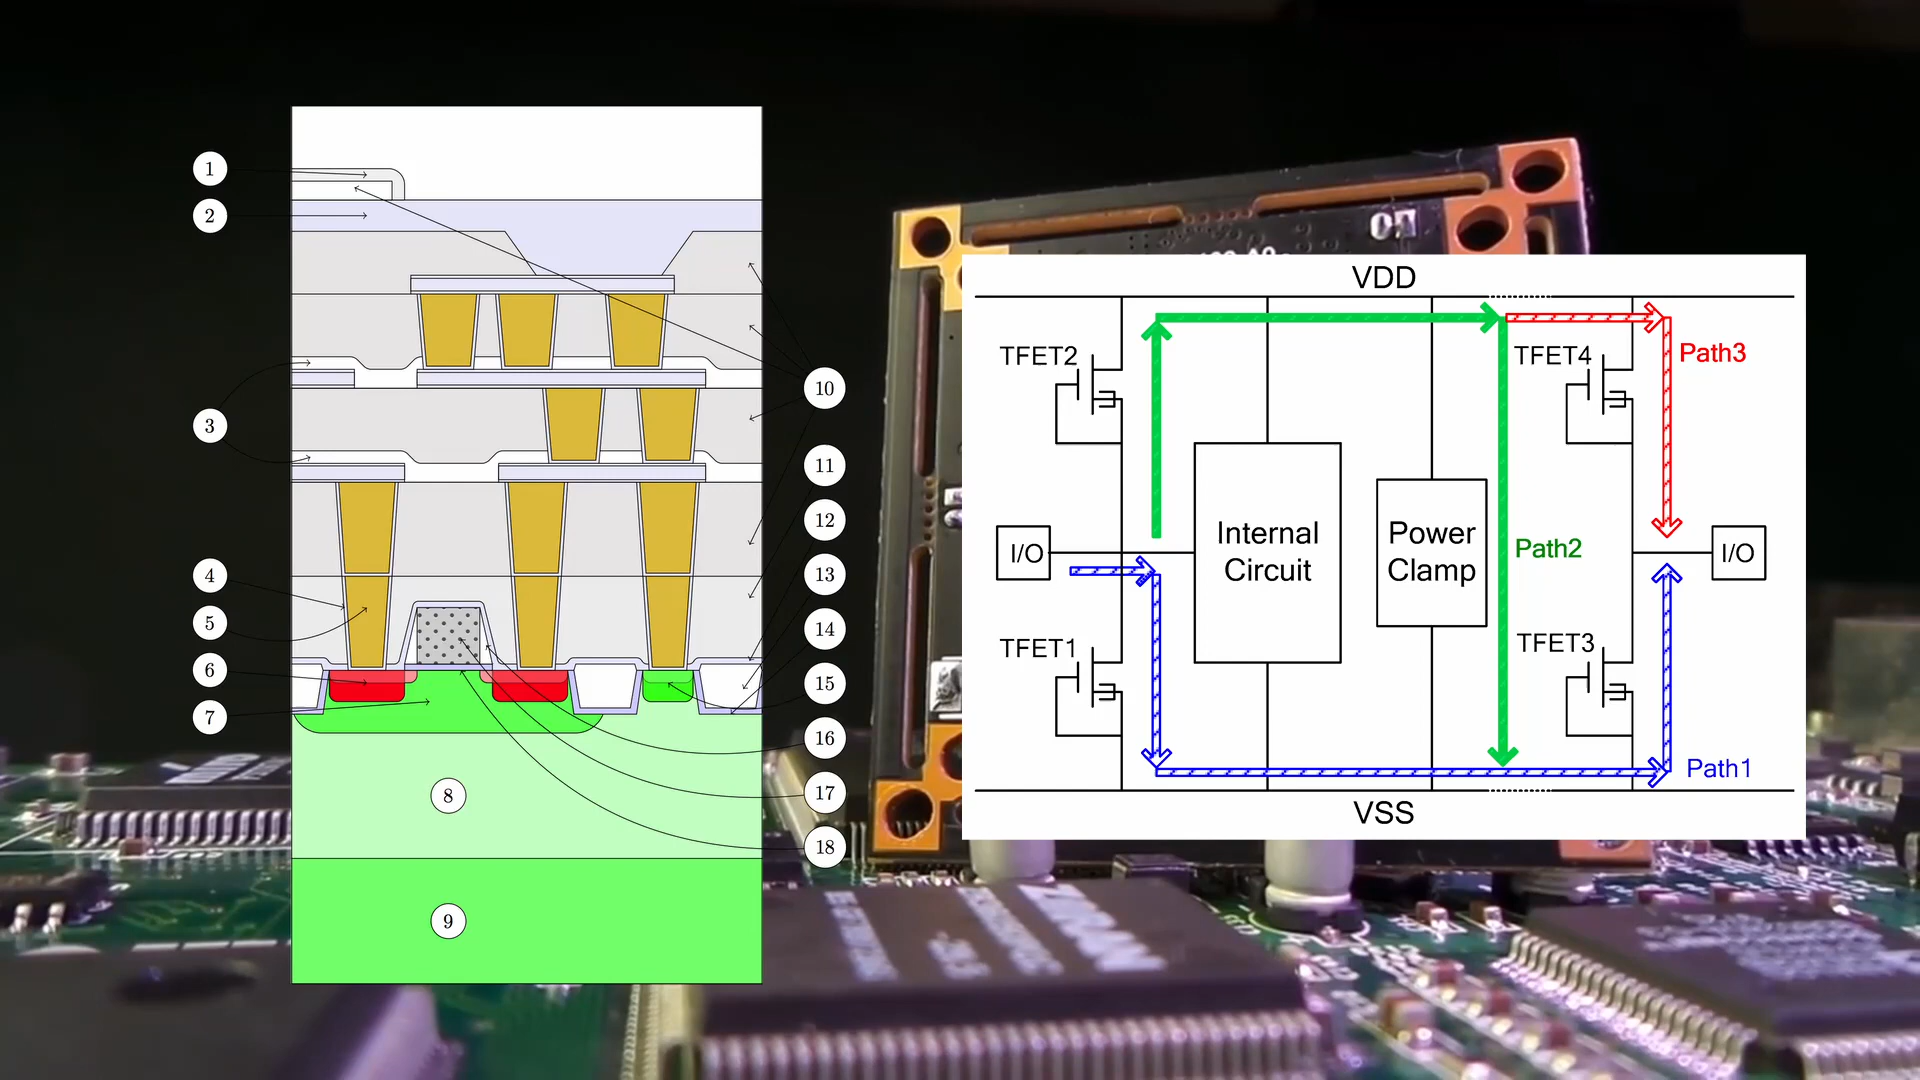 1
2
3
4
5
6
7
8
9
10
11
12
13
14
15
16
17
18
VDD
TFET2
TFET4
Path3
I/O
Internal
Circuit
Power
Clamp
Path2
I/O
TFET1
TFET3
Path1
VSS